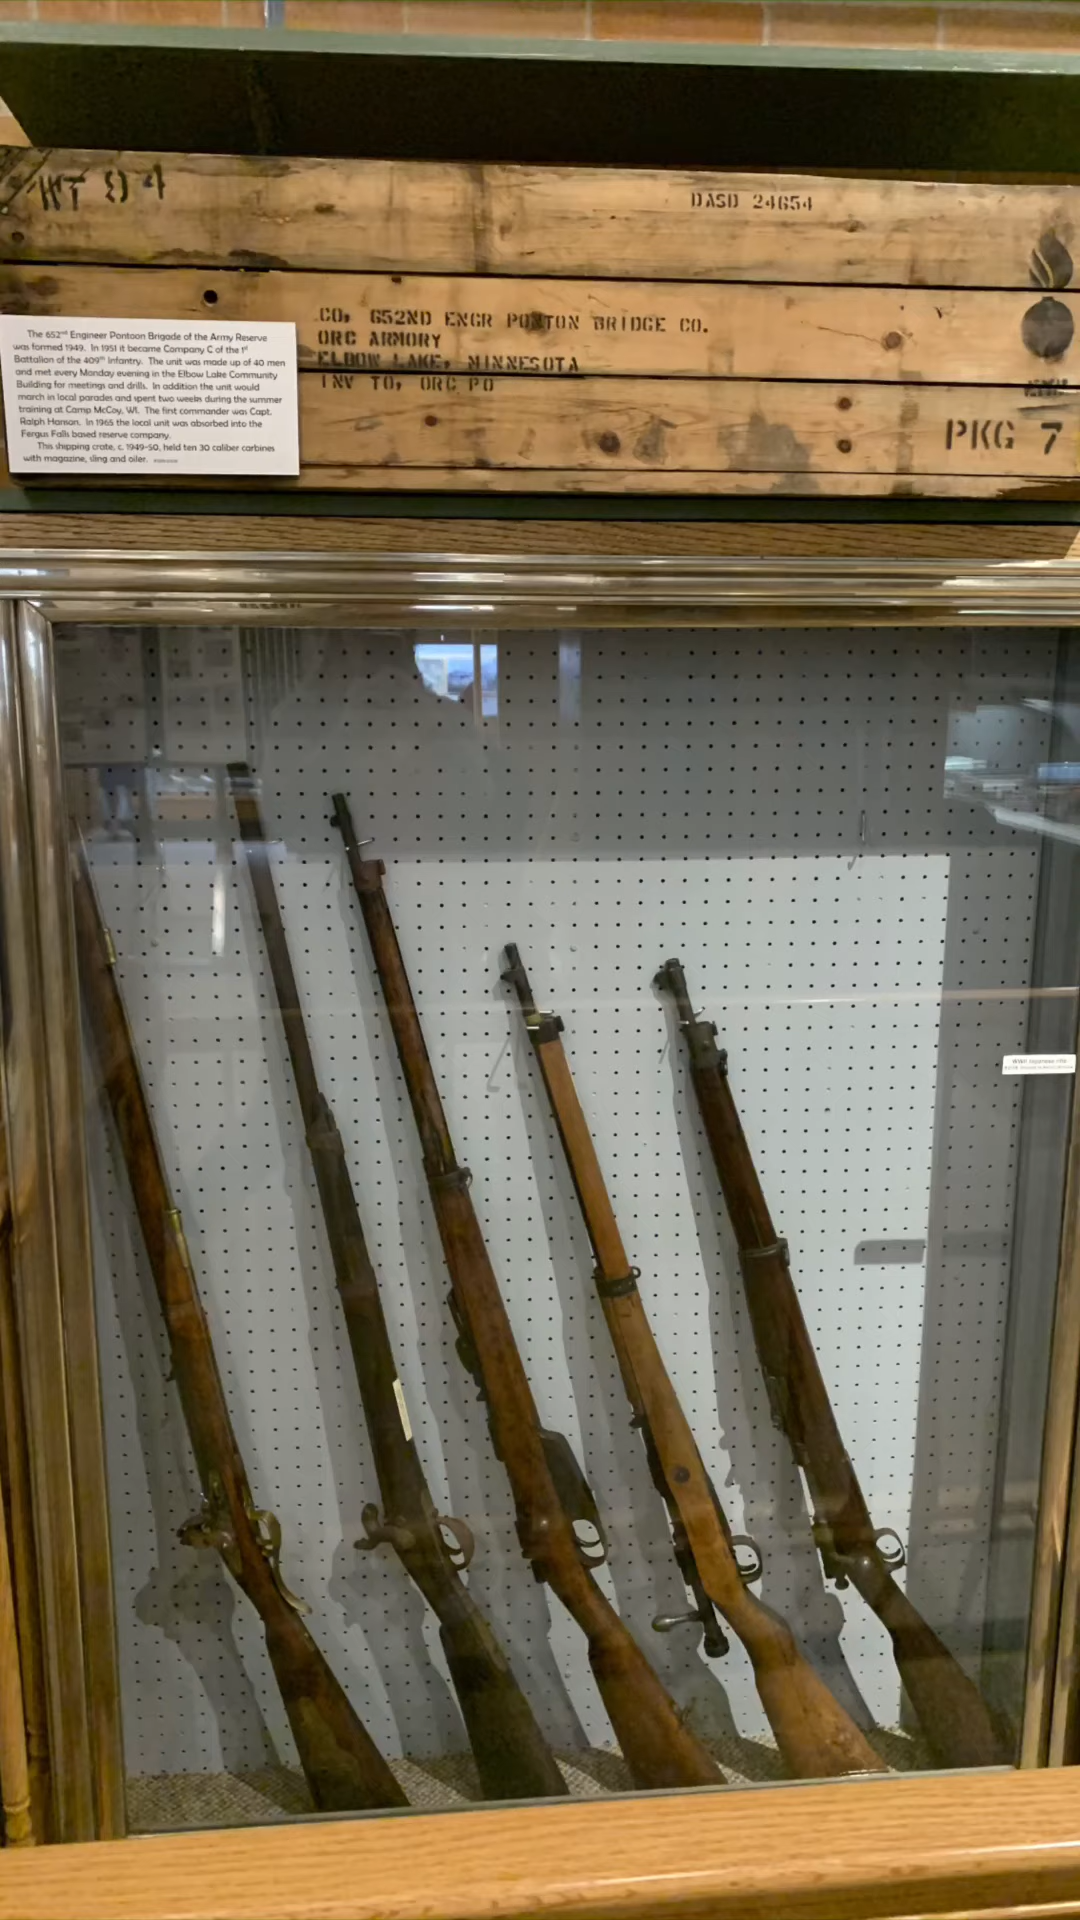 HT
DASD 24654
CO, 652ND ENGR PONTON BRIDGE CO.
ORC ARMORY
ELBOW LAKE, MINNESOTA
INV TO, ORC PO
PKG 7
The 652nd Engineer Pontoon Brigade of the Army Reserve
was formed 1949. In 1951 it became Company C of the 1st
Battalion of the 409th Infantry. The unit was made up of 40 men
and met every Monday evening in the Elbow Lake Community
Building for meetings and drills. In addition the unit would
march in local parades and spent two weeks during the summer
training at Camp McCoy, WI. The first commander was Capt.
Ralph Hanson. In 1965 the local unit was absorbed into the
Fergus Falls based reserve company.
This shipping crate, c. 1949-50, held ten 30 caliber carbines
with magazine, sling and oiler.
WWII Japanese rifle